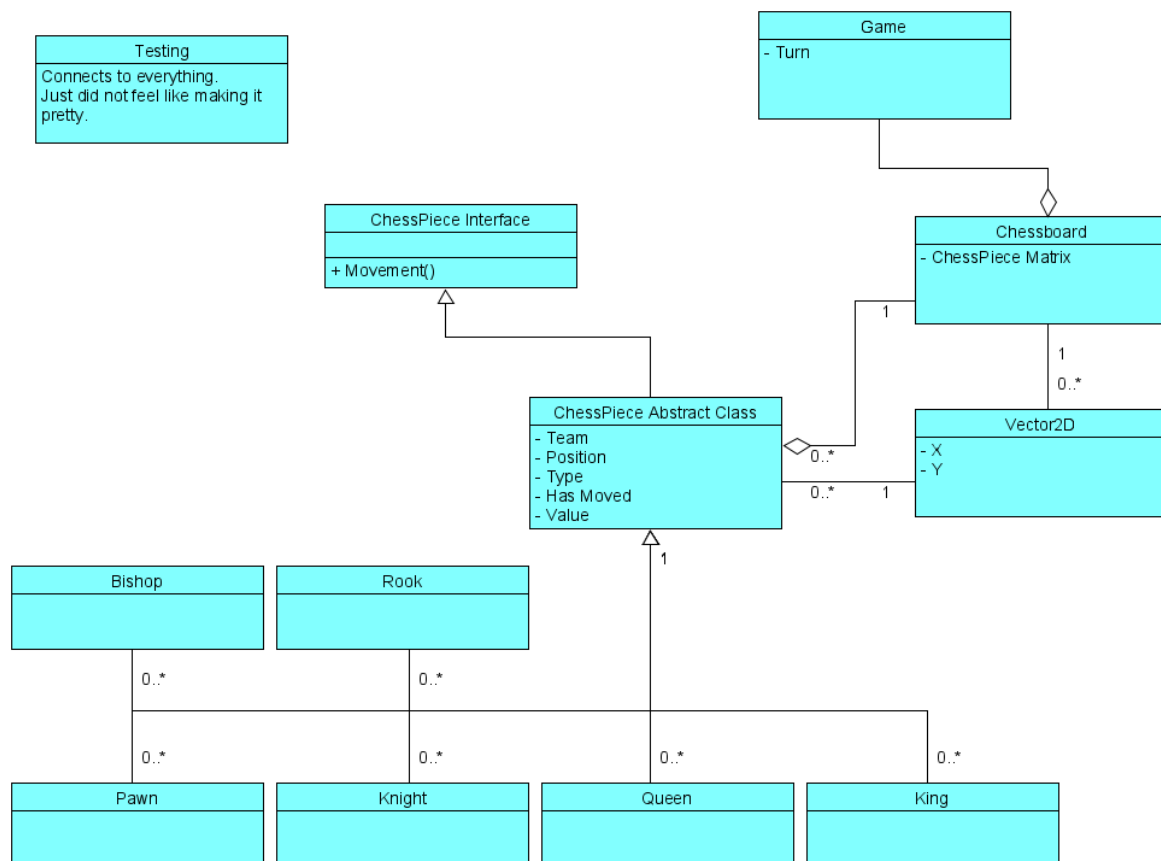 Testing
Connects to everything.
Just did not feel like making it
pretty.
Game
- Turn
ChessPiece Interface
+ Movement()
Chessboard
- ChessPiece Matrix
1
1
0..*
ChessPiece Abstract Class
- Team
- Position
- Type
- Has Moved
- Value
0..*
0..*
1
Vector2D
- X
- Y
1
Bishop
Rook
0..*
0..*
0..*
0..*
0..*
0..*
Pawn
Knight
Queen
King